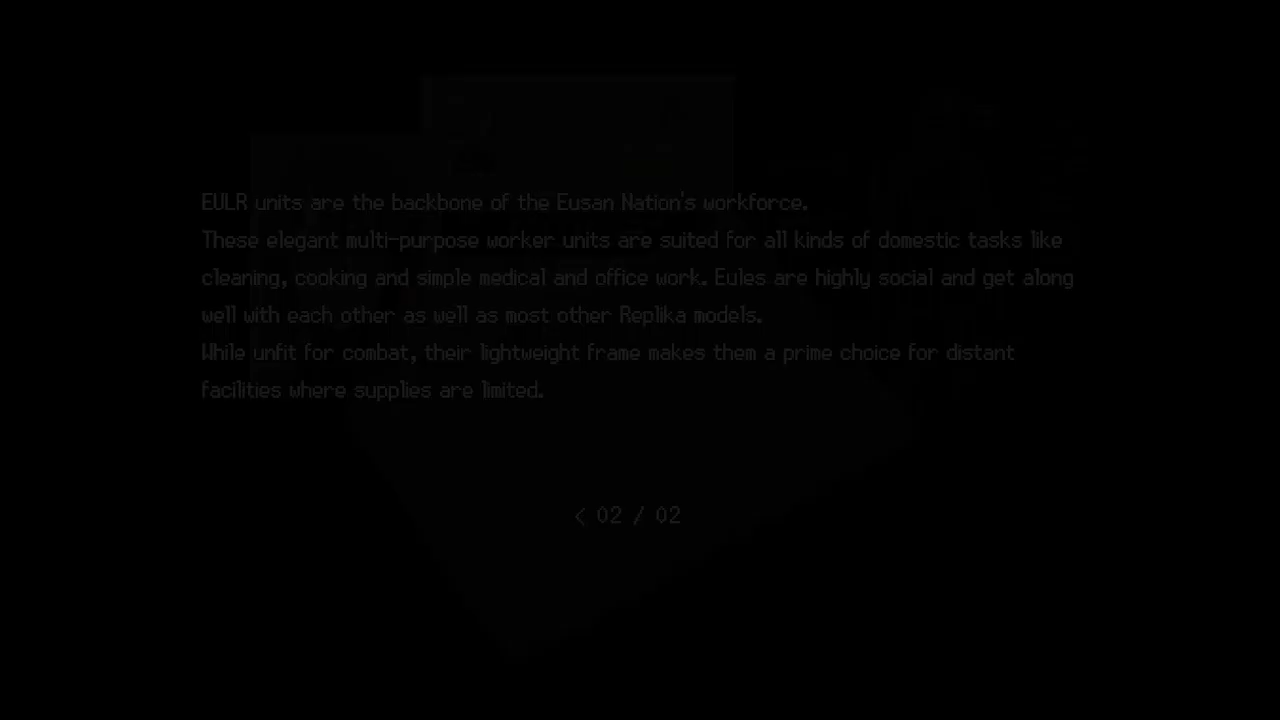 EULR units are the backbone of the Eusan Nation's workforce.
These elegant multi-purpose worker units are suited for all kinds of domestic tasks like
cleaning, cooking and simple medical and office work. Eules are highly social and get along
well with each other as well as most other Replika models.
While unfit for combat, their lightweight frame makes them a prime choice for distant
facilities where supplies are limited.
< 02 / 02